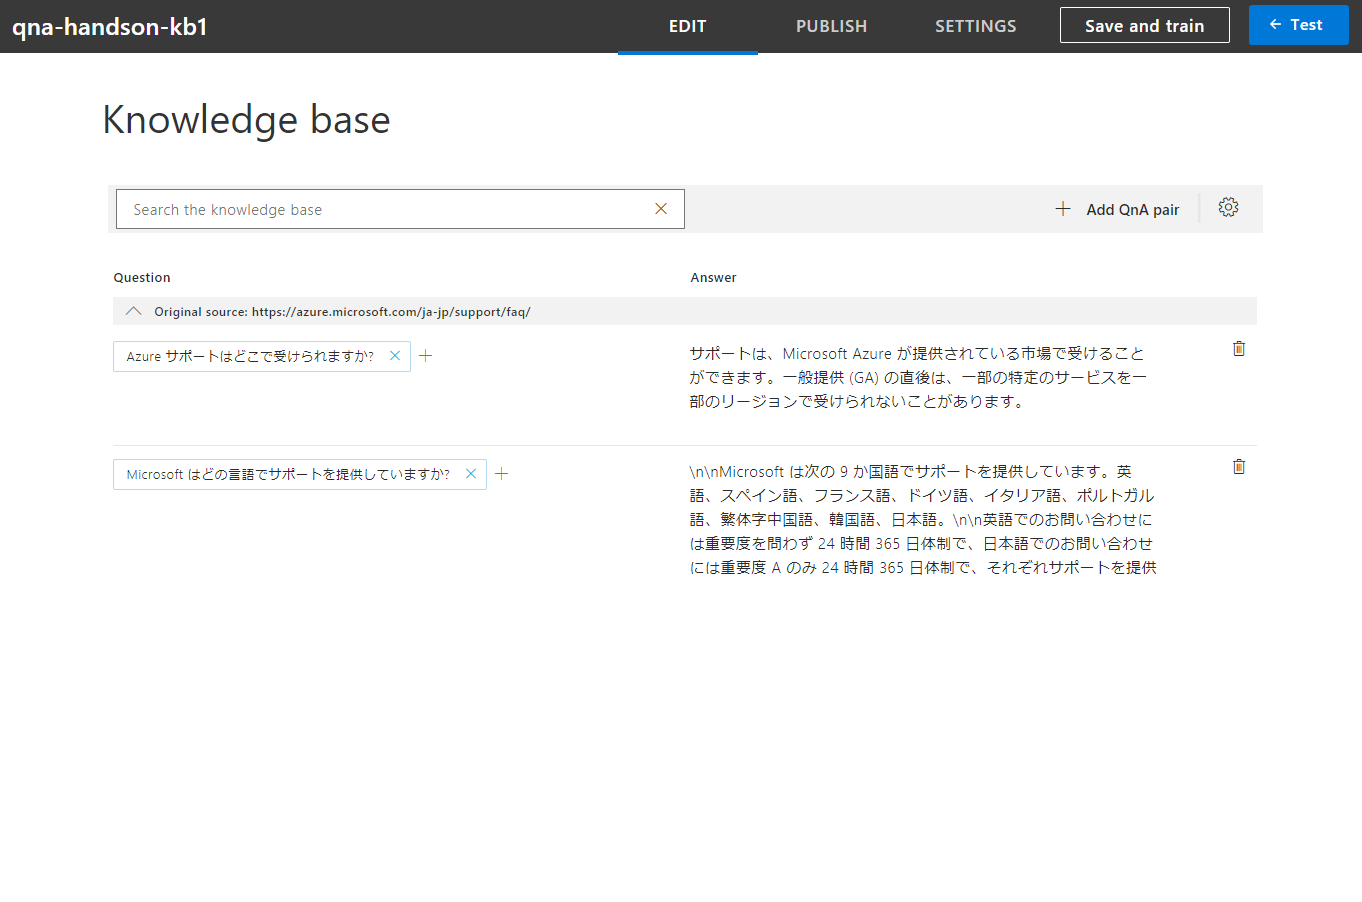 qna-handson-kb1
EDIT
PUBLISH
SETTINGS
Save and train
← Test
Knowledge base
Search the knowledge base
Add QnA pair
Question
Answer
Original source: https://azure.microsoft.com/ja-jp/support/faq/
Azure サポートはどこで受けられますか?
サポートは、Microsoft Azure が提供されている市場で受けること
ができます。一般提供 (GA) の直後は、一部の特定のサービスを一
部のリージョンで受けられないことがあります。
Microsoft はどの言語でサポートを提供していますか?
\n\nMicrosoft は次の 9 か国語でサポートを提供しています。英
語、スペイン語、フランス語、ドイツ語、イタリア語、ポルトガル
語、繁体字中国語、韓国語、日本語。\n\n英語でのお問い合わせに
は重要度を問わず 24 時間 365 日体制で、日本語でのお問い合わせ
には重要度 A のみ 24 時間 365 日体制で、それぞれサポートを提供